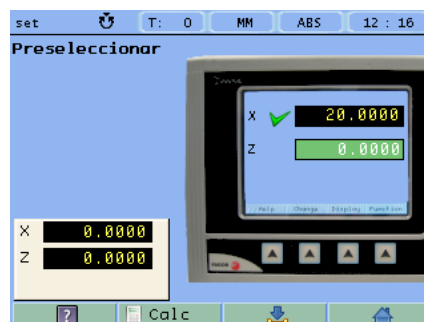 set T: 0 MM ABS 12 : 16
Preseleccionar
X 20.0000
Z 0.0000
Help Change Display Function
X 0.0000
Z 0.0000
FAGOR
? Calc